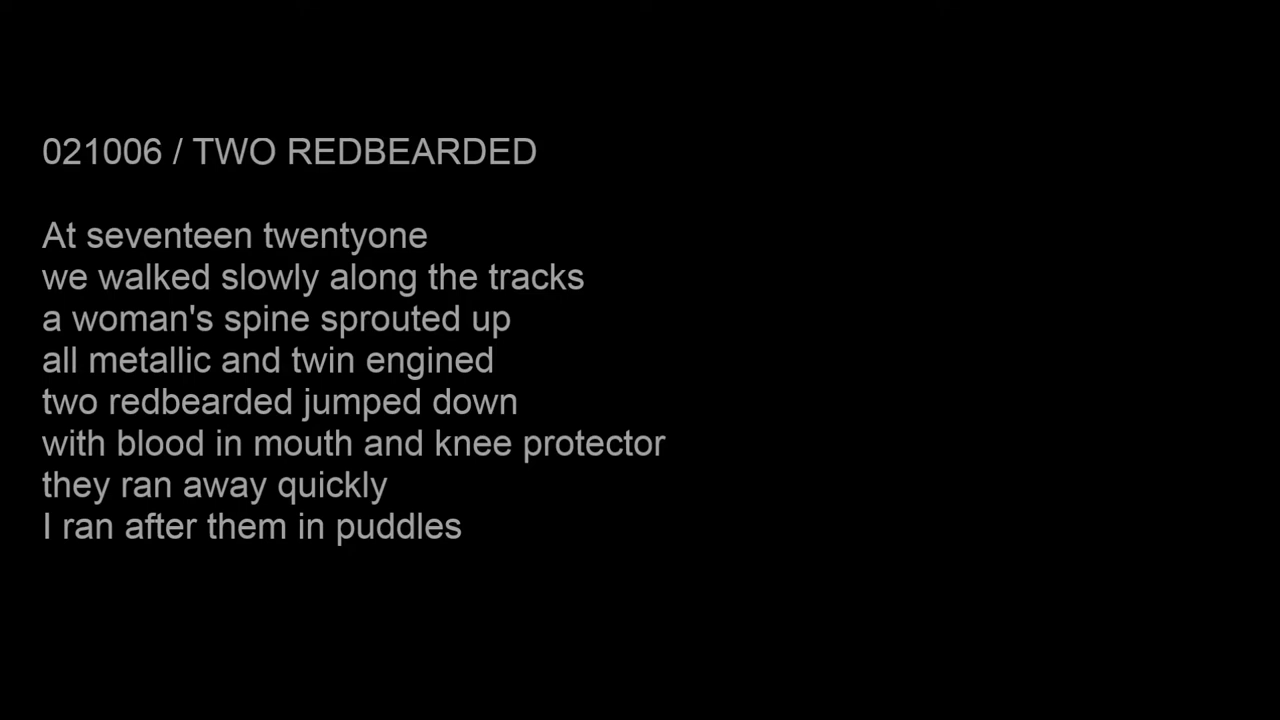 021006 / TWO REDBEARDED
At seventeen twentyone
we walked slowly along the tracks
a woman's spine sprouted up
all metallic and twin engined
two redbearded jumped down
with blood in mouth and knee protector
they ran away quickly
I ran after them in puddles